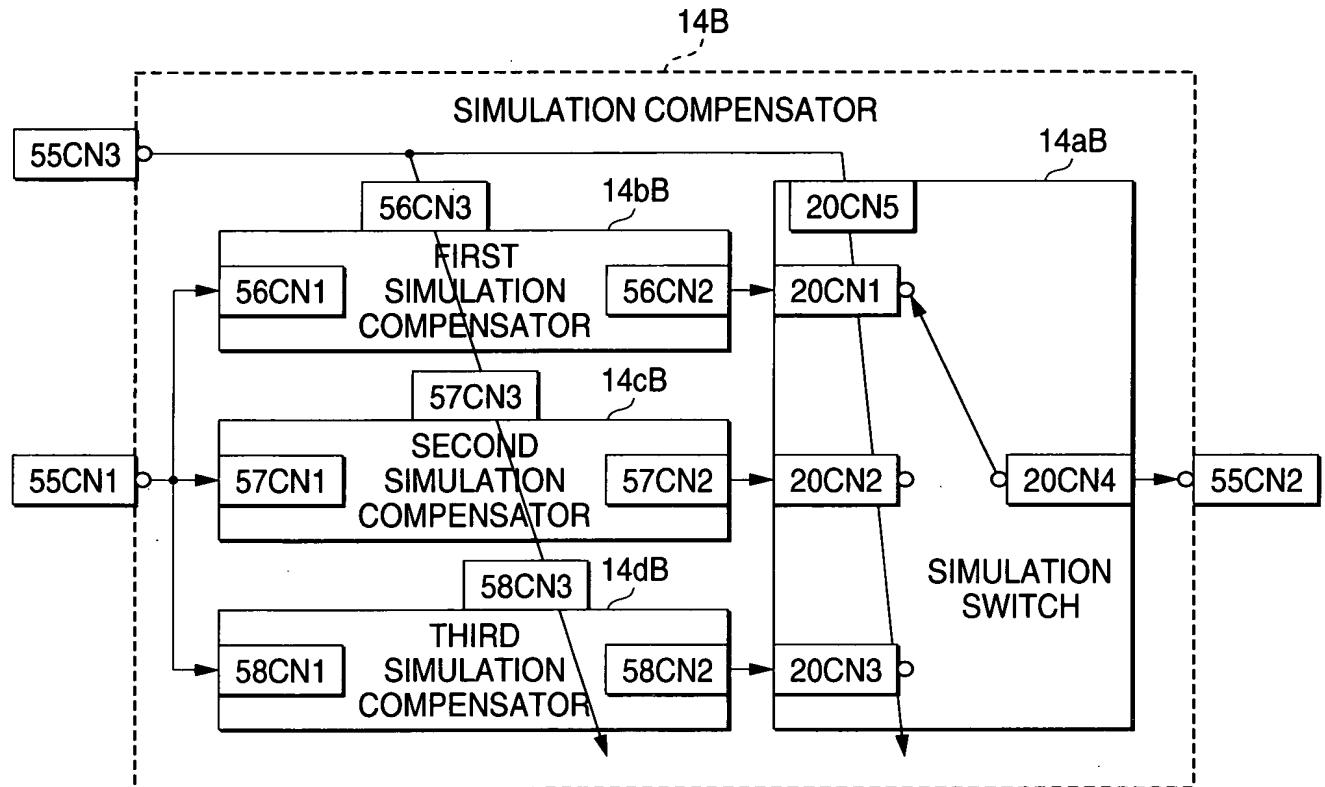 14B
SIMULATION COMPENSATOR
55CN3
14aB
56CN3
14bB
20CN5
FIRST
SIMULATION
COMPENSATOR
56CN1
56CN2
20CN1
57CN3
14cB
SECOND
SIMULATION
COMPENSATOR
55CN1
57CN1
57CN2
20CN2
20CN4
55CN2
58CN3
14dB
SIMULATION
SWITCH
THIRD
SIMULATION
COMPENSATOR
58CN1
58CN2
20CN3